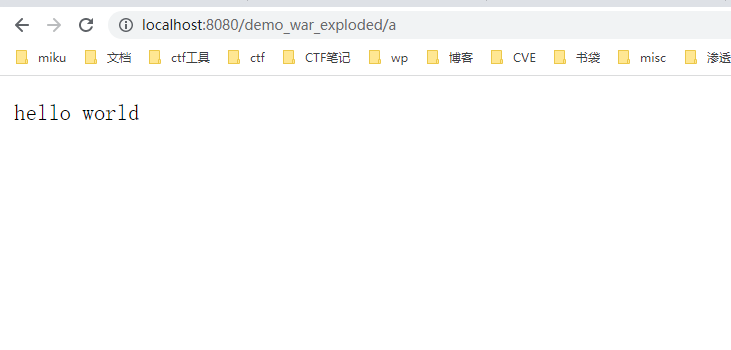 localhost:8080/demo_war_exploded/a
miku 文档 ctf工具 ctf CTF笔记 wp 博客 CVE 书袋 misc 渗透
hello world